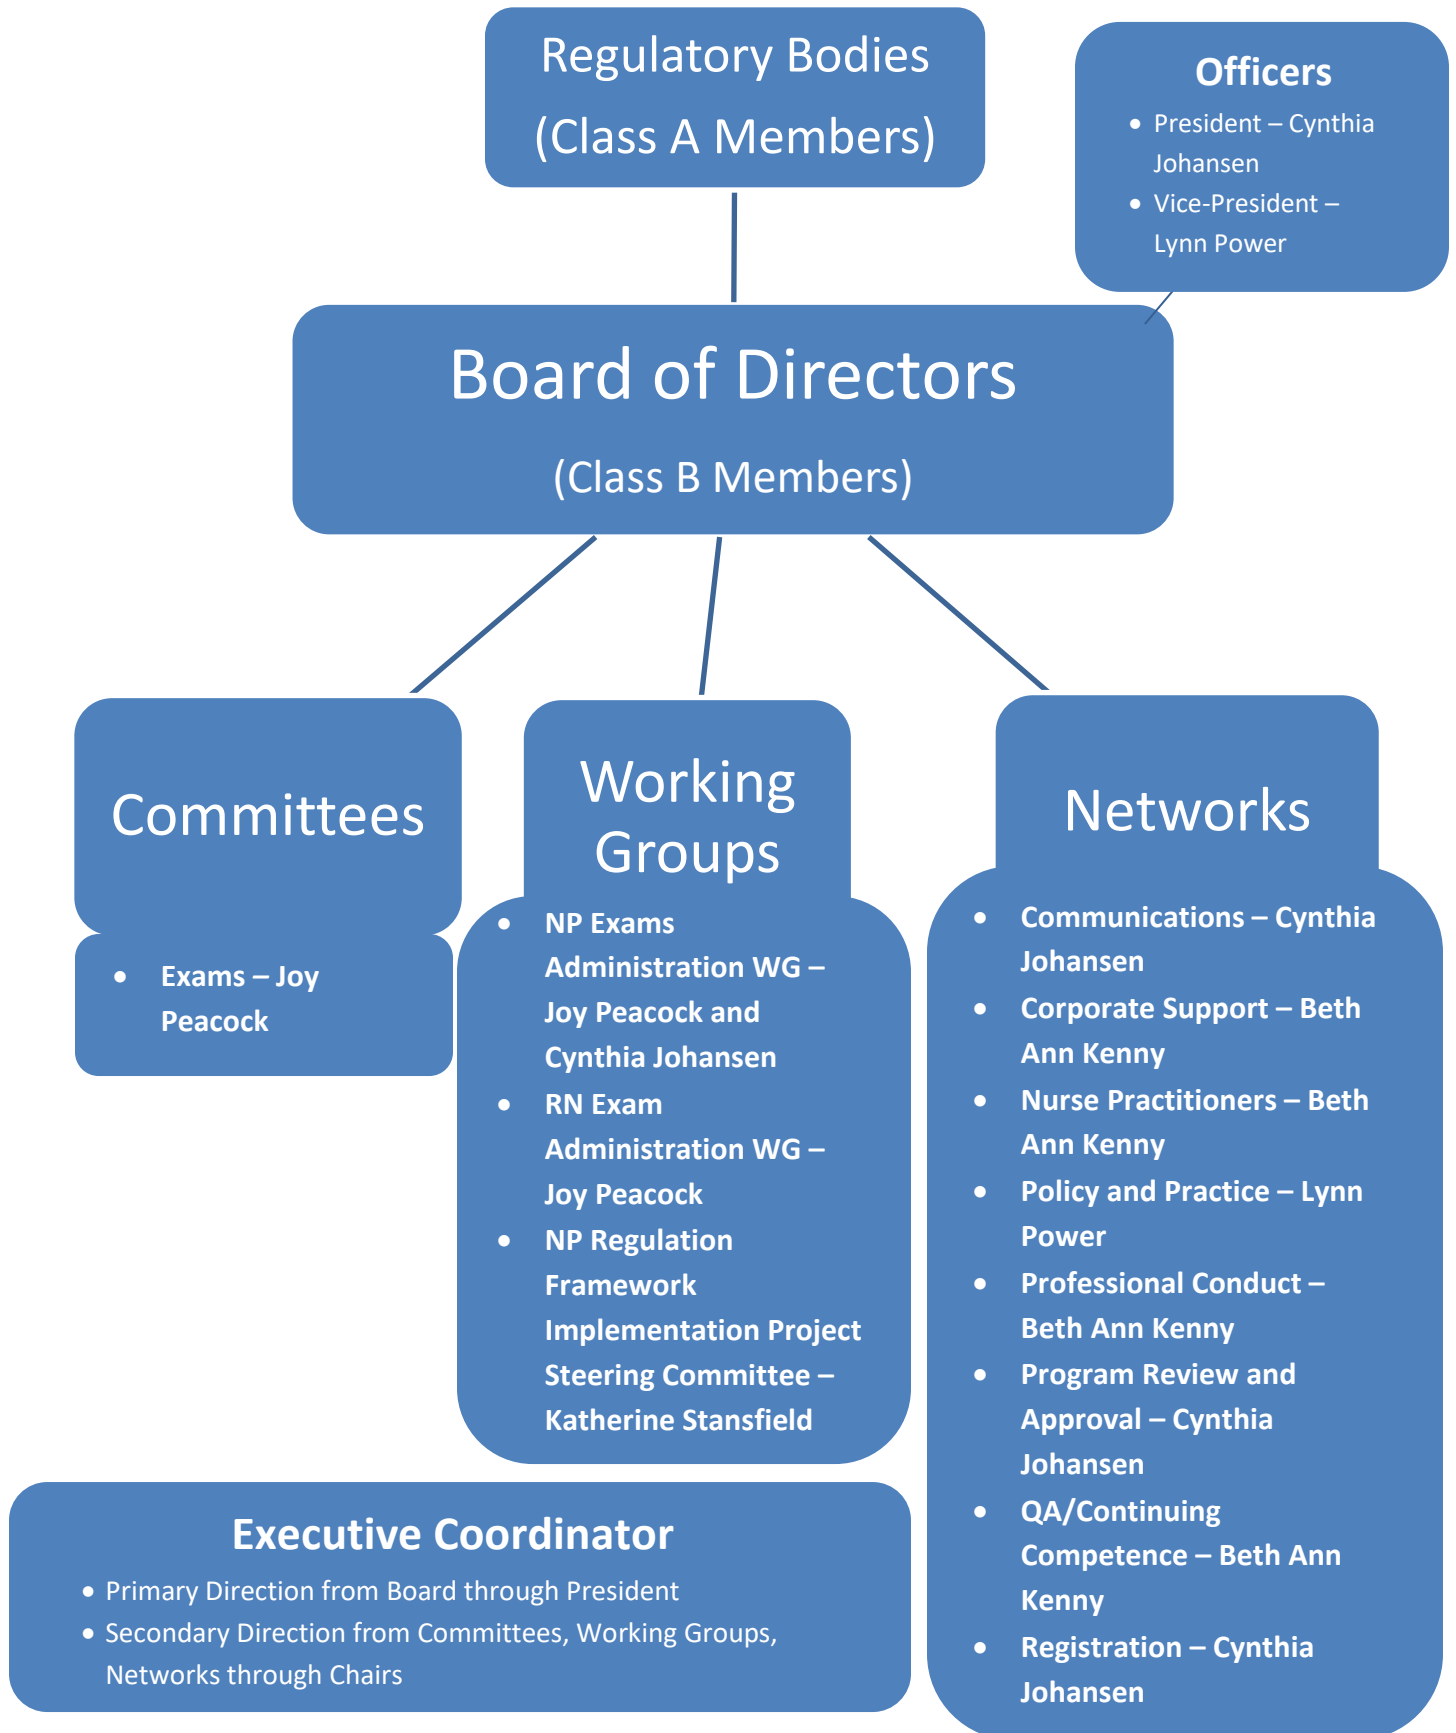 Regulatory Bodies
(Class A Members)
Officers
• President – Cynthia
Johansen
• Vice-President –
Lynn Power
Board of Directors
(Class B Members)
Committees
• Exams – Joy
Peacock
Working
Groups
• NP Exams
Administration WG –
Joy Peacock and
Cynthia Johansen
• RN Exam
Administration WG –
Joy Peacock
• NP Regulation
Framework
Implementation Project
Steering Committee –
Katherine Stansfield
Networks
• Communications – Cynthia
Johansen
• Corporate Support – Beth
Ann Kenny
• Nurse Practitioners – Beth
Ann Kenny
• Policy and Practice – Lynn
Power
• Professional Conduct –
Beth Ann Kenny
• Program Review and
Approval – Cynthia
Johansen
• QA/Continuing
Competence – Beth Ann
Kenny
• Registration – Cynthia
Johansen
Executive Coordinator
• Primary Direction from Board through President
• Secondary Direction from Committees, Working Groups,
Networks through Chairs